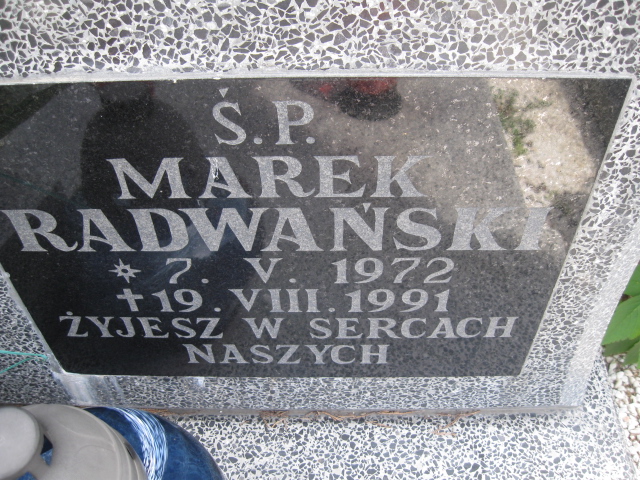 Ś.P.
MAREK
RADWAŃSKI
* 7. V. 1972
† 19. VIII. 1991
ŻYJESZ W SERCACH
NASZYCH